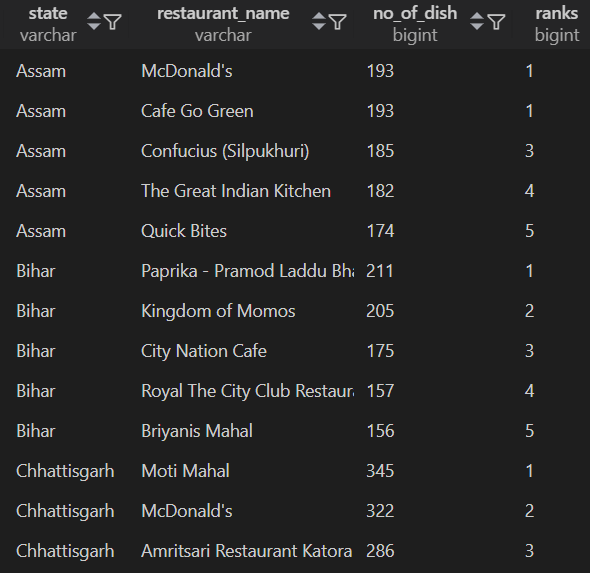 state restaurant_name no_of_dish ranks
varchar varchar bigint bigint
Assam McDonald's 193 1
Assam Cafe Go Green 193 1
Assam Confucius (Silpukhuri) 185 3
Assam The Great Indian Kitchen 182 4
Assam Quick Bites 174 5
Bihar Paprika - Pramod Laddu Bha 211 1
Bihar Kingdom of Momos 205 2
Bihar City Nation Cafe 175 3
Bihar Royal The City Club Restaur 157 4
Bihar Briyanis Mahal 156 5
Chhattisgarh Moti Mahal 345 1
Chhattisgarh McDonald's 322 2
Chhattisgarh Amritsari Restaurant Katora 286 3